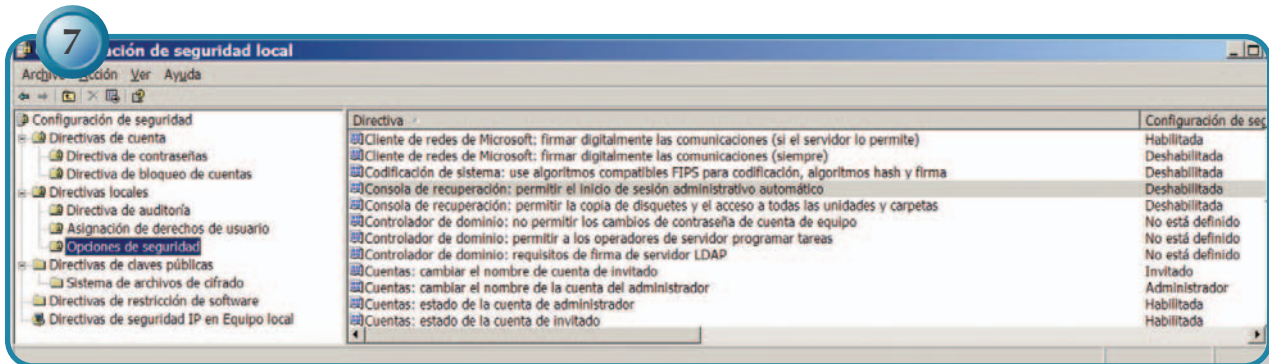 7
ación de seguridad local
Archivo Acción Ver Ayuda
Configuración de seguridad
Directivas de cuenta
Directiva de contraseñas
Directiva de bloqueo de cuentas
Directivas locales
Directiva de auditoría
Asignación de derechos de usuario
Opciones de seguridad
Directivas de claves públicas
Sistema de archivos de cifrado
Directivas de restricción de software
Directivas de seguridad IP en Equipo local
Directiva Configuración de seg
Cliente de redes de Microsoft: firmar digitalmente las comunicaciones (si el servidor lo permite) Habilitada
Cliente de redes de Microsoft: firmar digitalmente las comunicaciones (siempre) Deshabilitada
Codificación de sistema: use algoritmos compatibles FIPS para codificación, algoritmos hash y firma Deshabilitada
Consola de recuperación: permitir el inicio de sesión administrativo automático Deshabilitada
Consola de recuperación: permitir la copia de disquetes y el acceso a todas las unidades y carpetas Deshabilitada
Controlador de dominio: no permitir los cambios de contraseña de cuenta de equipo No está definido
Controlador de dominio: permitir a los operadores de servidor programar tareas No está definido
Controlador de dominio: requisitos de firma de servidor LDAP No está definido
Cuentas: cambiar el nombre de cuenta de invitado Invitado
Cuentas: cambiar el nombre de la cuenta del administrador Administrador
Cuentas: estado de la cuenta de administrador Habilitada
Cuentas: estado de la cuenta de invitado Habilitada